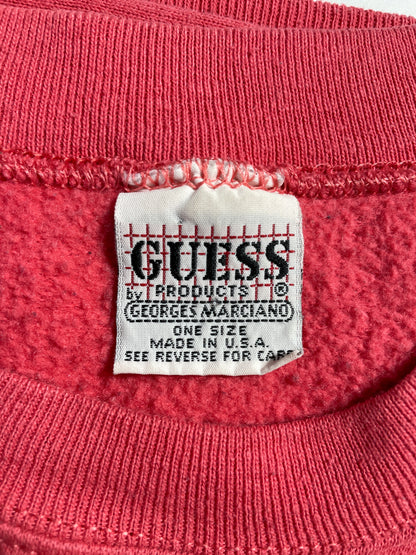 GUESS
by PRODUCTS ®
GEORGES MARCIANO
ONE SIZE
MADE IN U.S.A.
SEE REVERSE FOR CARE